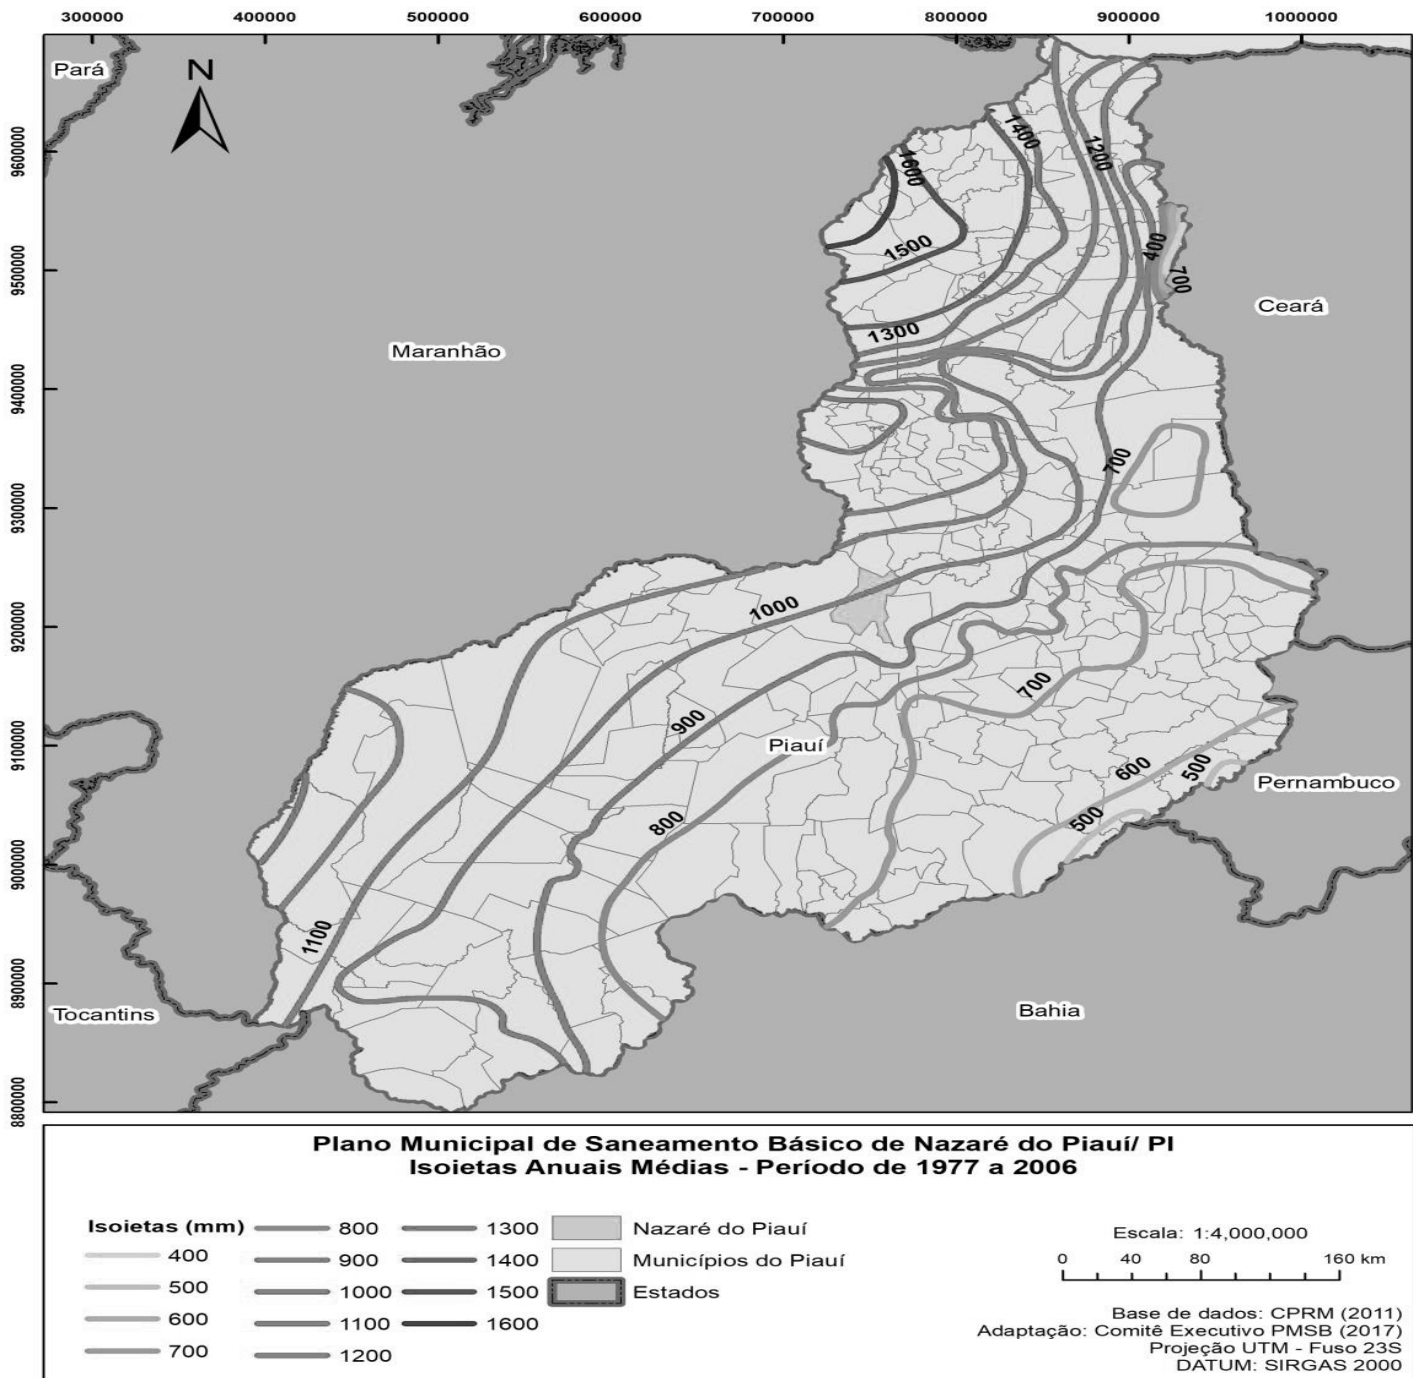 300000 400000 500000 600000 700000 800000 900000 1000000
Pará
N
9600000
9500000
9400000
9300000
9200000
9100000
9000000
8900000
8800000
1400
1200
1600
1500
400
700
Ceará
1300
Maranhão
700
1000
700
900
Piauí
600
500
Pernambuco
800
500
1100
Tocantins
Bahia
Plano Municipal de Saneamento Básico de Nazaré do Piauí/ PI
Isoietas Anuais Médias - Período de 1977 a 2006
Isoietas (mm)
400
500
600
700
800
900
1000
1100
1200
1300
1400
1500
1600
Nazaré do Piauí
Municípios do Piauí
Estados
Escala: 1:4,000,000
0 40 80 160 km
Base de dados: CPRM (2011)
Adaptação: Comitê Executivo PMSB (2017)
Projeção UTM - Fuso 23S
DATUM: SIRGAS 2000